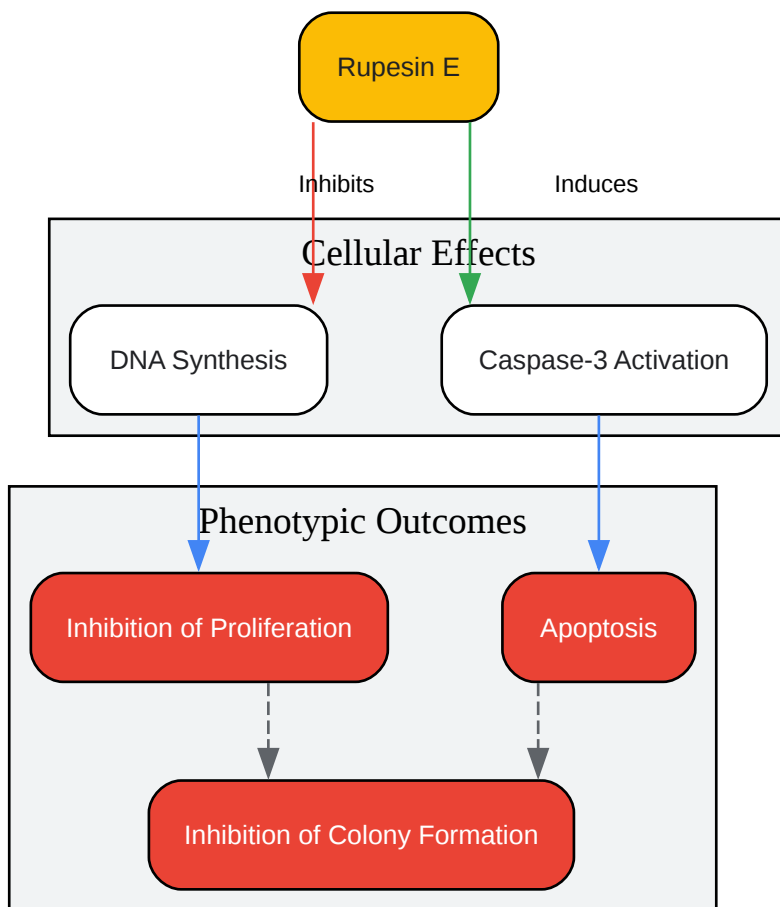 Rupesin E
Inhibits
Induces
Cellular Effects
DNA Synthesis
Caspase-3 Activation
Phenotypic Outcomes
Inhibition of Proliferation
Apoptosis
Inhibition of Colony Formation